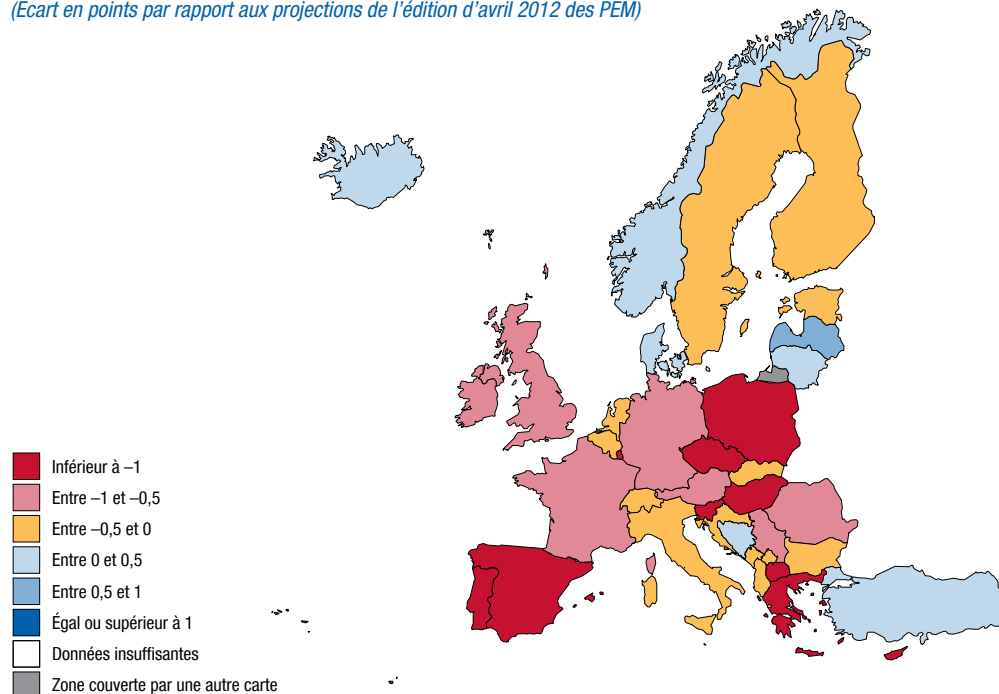 (Ecart en points par rapport aux projections de l’édition d’avril 2012 des PEM)
Inférieur à –1
Entre –1 et –0,5
Entre –0,5 et 0
Entre 0 et 0,5
Entre 0,5 et 1
Égal ou supérieur à 1
Données insuffisantes
Zone couverte par une autre carte